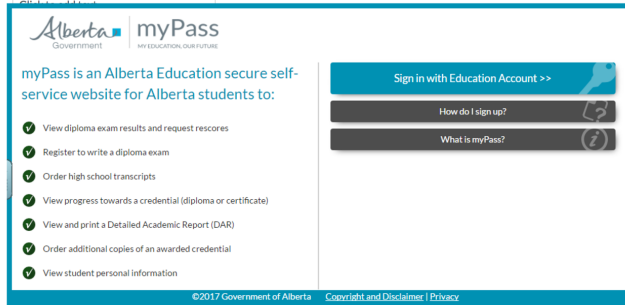 Click to add text
Alberta
Government
myPass
MY EDUCATION, OUR FUTURE
myPass is an Alberta Education secure self-
service website for Alberta students to:
View diploma exam results and request rescores
Register to write a diploma exam
Order high school transcripts
View progress towards a credential (diploma or certificate)
View and print a Detailed Academic Report (DAR)
Order additional copies of an awarded credential
View student personal information
Sign in with Education Account >>
How do I sign up?
What is myPass?
©2017 Government of Alberta Copyright and Disclaimer | Privacy